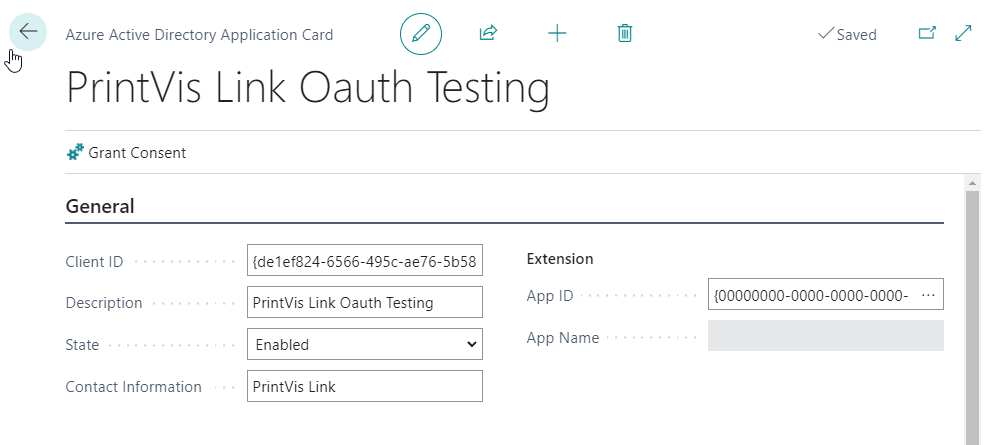 Azure Active Directory Application Card
Saved
PrintVis Link Oauth Testing
Grant Consent
General
Client ID {de1ef824-6566-495c-ae76-5b58
Description PrintVis Link Oauth Testing
State Enabled
Contact Information PrintVis Link
Extension
App ID {00000000-0000-0000-0000- ...
App Name